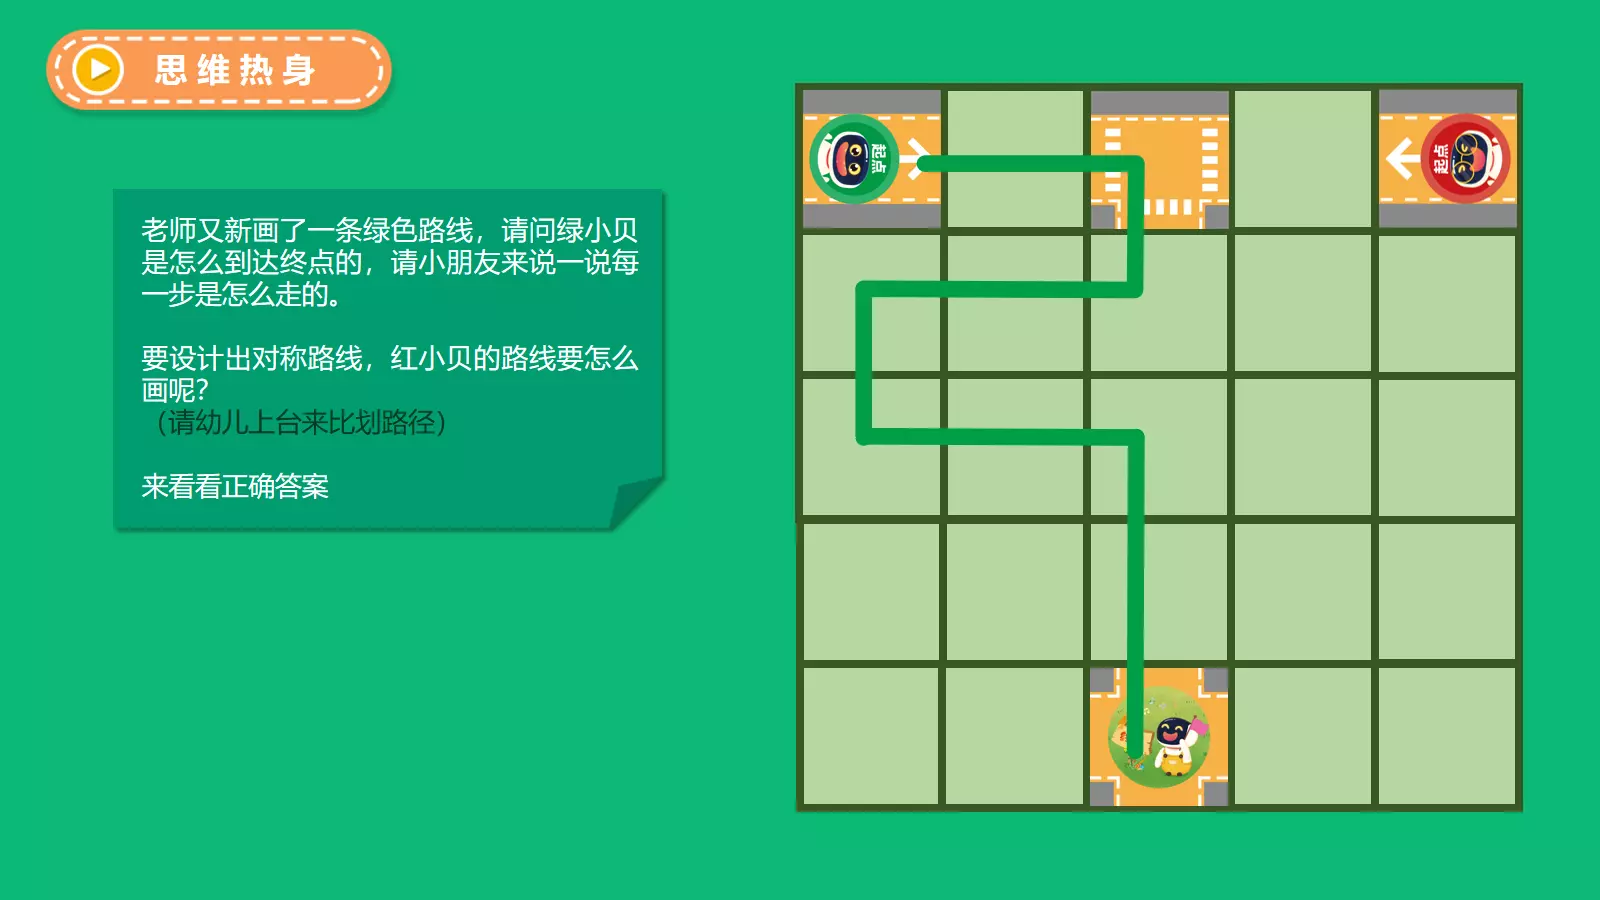 思维热身
老师又新画了一条绿色路线，请问绿小贝
是怎么到达终点的，请小朋友来说一说每
一步是怎么走的。
要设计出对称路线，红小贝的路线要怎么
画呢？
（请幼儿上台来比划路径）
来看看正确答案
起点
起点